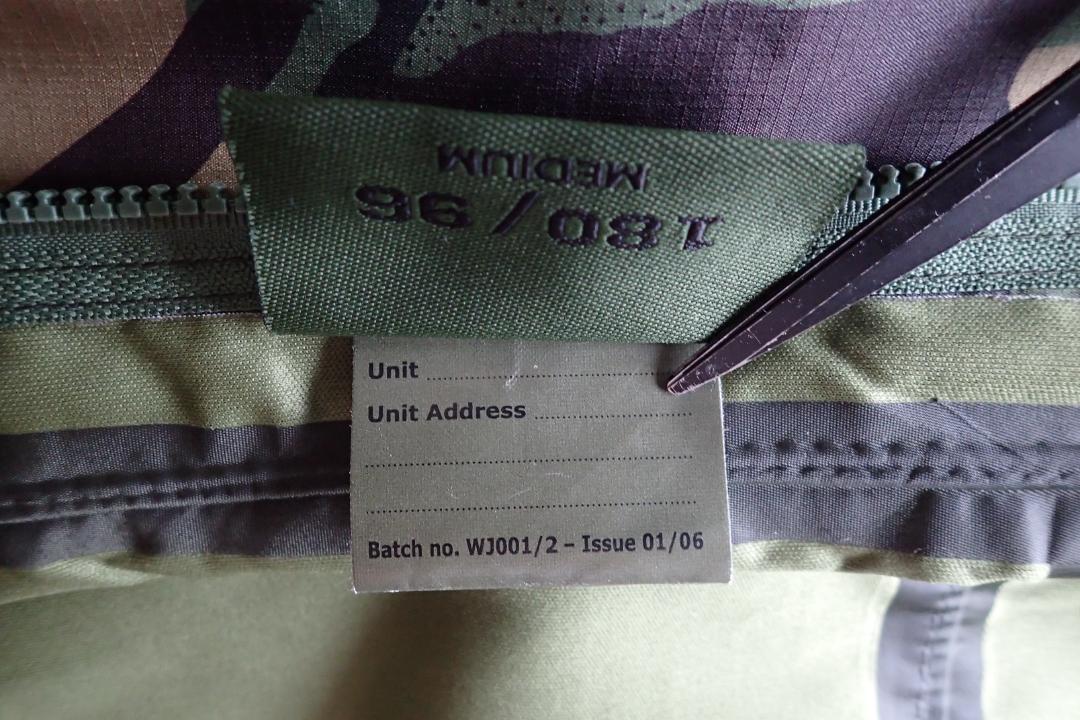 180/96
MEDIUM
Unit ........................................................
Unit Address .................................
....................................................................
....................................................................
Batch no. WJ001/2 – Issue 01/06